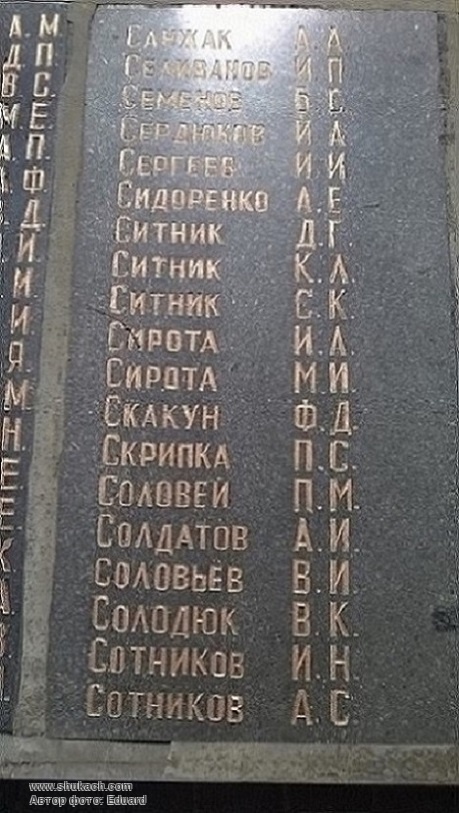 А. М.
Санжак А. А.
Селиванов И. П.
Семенов Б. С.
Сердюков И. А.
Сергеев И. И.
Сидоренко А. Е.
Ситник Д. Г.
Ситник К. Л.
Ситник С. К.
Сирота И. А.
Сирота М. И.
Скакун Ф. Д.
Скрипка П. С.
Соловей П. М.
Солдатов А. И.
Соловьев В. И.
Солодюк В. К.
Сотников И. Н.
Сотников А. С.
www.shukach.com
Автор фото: Eduard